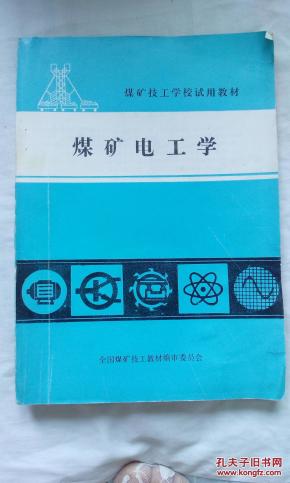 煤矿技工学校试用教材
煤矿电工学
全国煤矿技工教材编审委员会
孔夫子旧书网